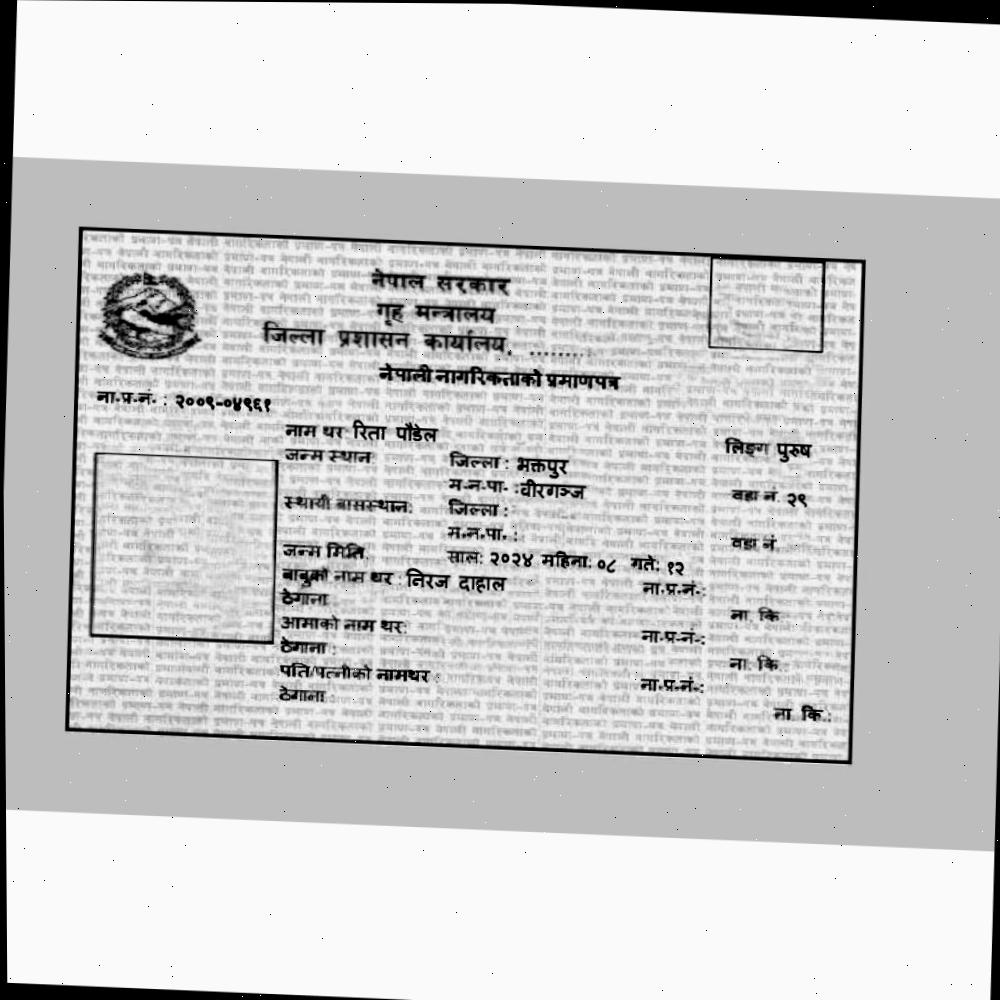 नेपाल सरकार
गृह मन्त्रालय
जिल्ला प्रशासन कार्यालय, ........
नेपाली नागरिकताको प्रमाणपत्र
ना.प्र.नं. : २००९-०४९६१
नाम थर रिता पौडेल लिङ्ग पुरुष
जन्म स्थान: जिल्ला : भक्तपुर
म.न.पा. :वीरगञ्ज वडा नं. २९
स्थायी बासस्थान: जिल्ला :
म.न.पा. : वडा नं.
जन्म मिति: साल: २०२४ महिना: ०८ गते: १२
बाबुको नाम थर : निरज दाहाल ना.प्र.नं.:
ठेगाना : ना. कि. :
आमाको नाम थर: ना.प्र.नं.:
ठेगाना : ना. कि. :
पति/पत्नीको नामथर : ना.प्र.नं.:
ठेगाना : ना. कि. :